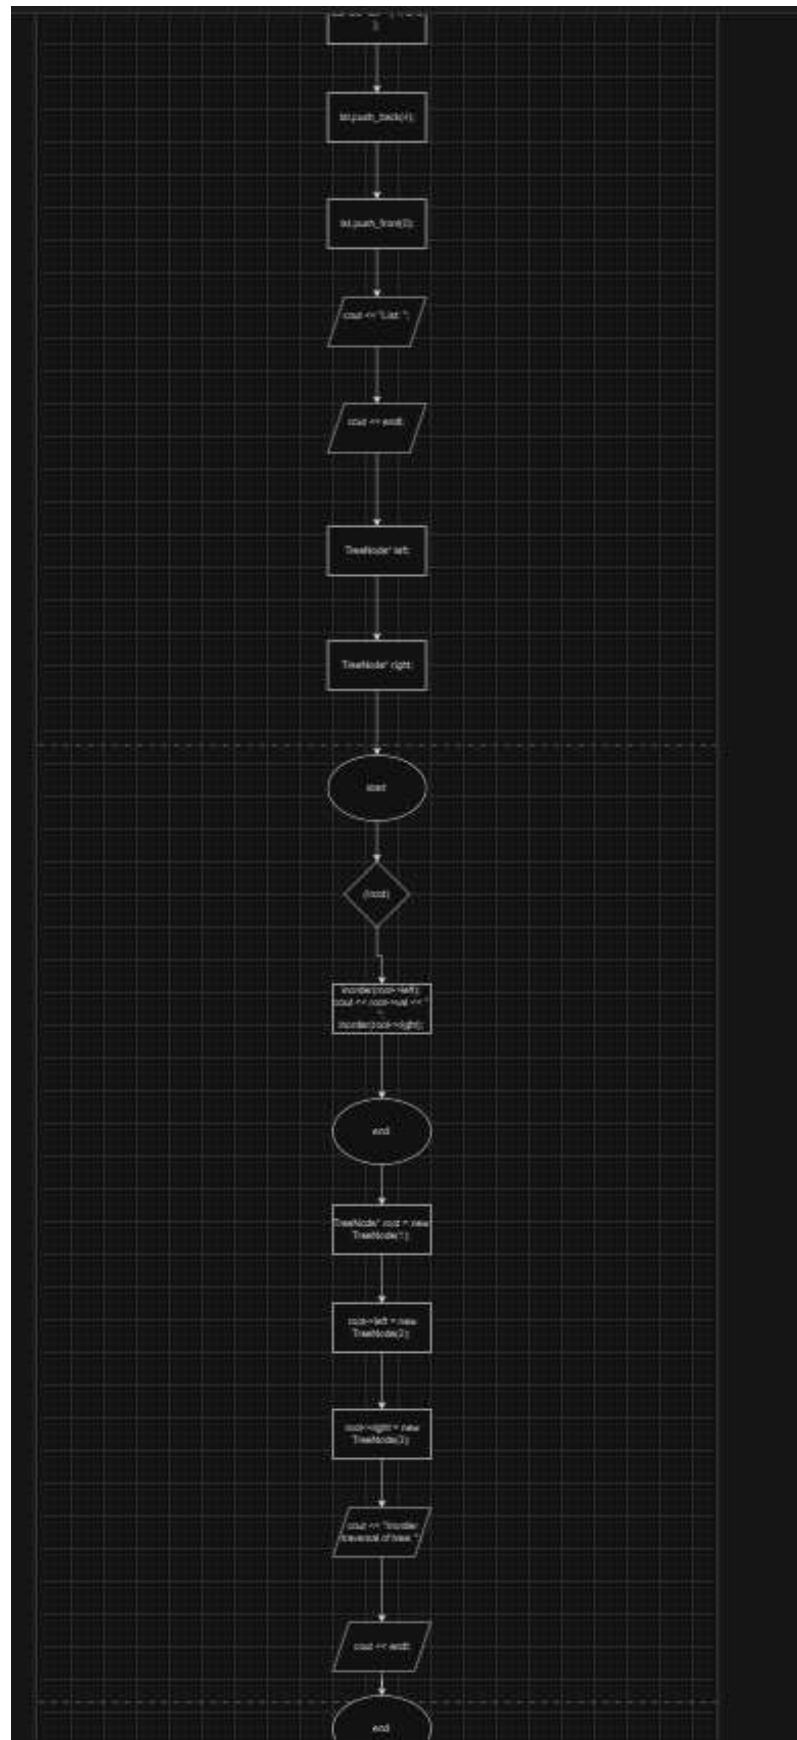 };
list.push_back(4);
list.push_front(0);
cout << "List: ";
cout << endl;
TreeNode* left;
TreeNode* right;
start
(root)
inorder(root->left);
cout << root->val << "
";
inorder(root->right);
end
TreeNode* root = new
TreeNode(1);
root->left = new
TreeNode(2);
root->right = new
TreeNode(3);
cout << "Inorder
traversal of tree: ";
cout << endl;
end